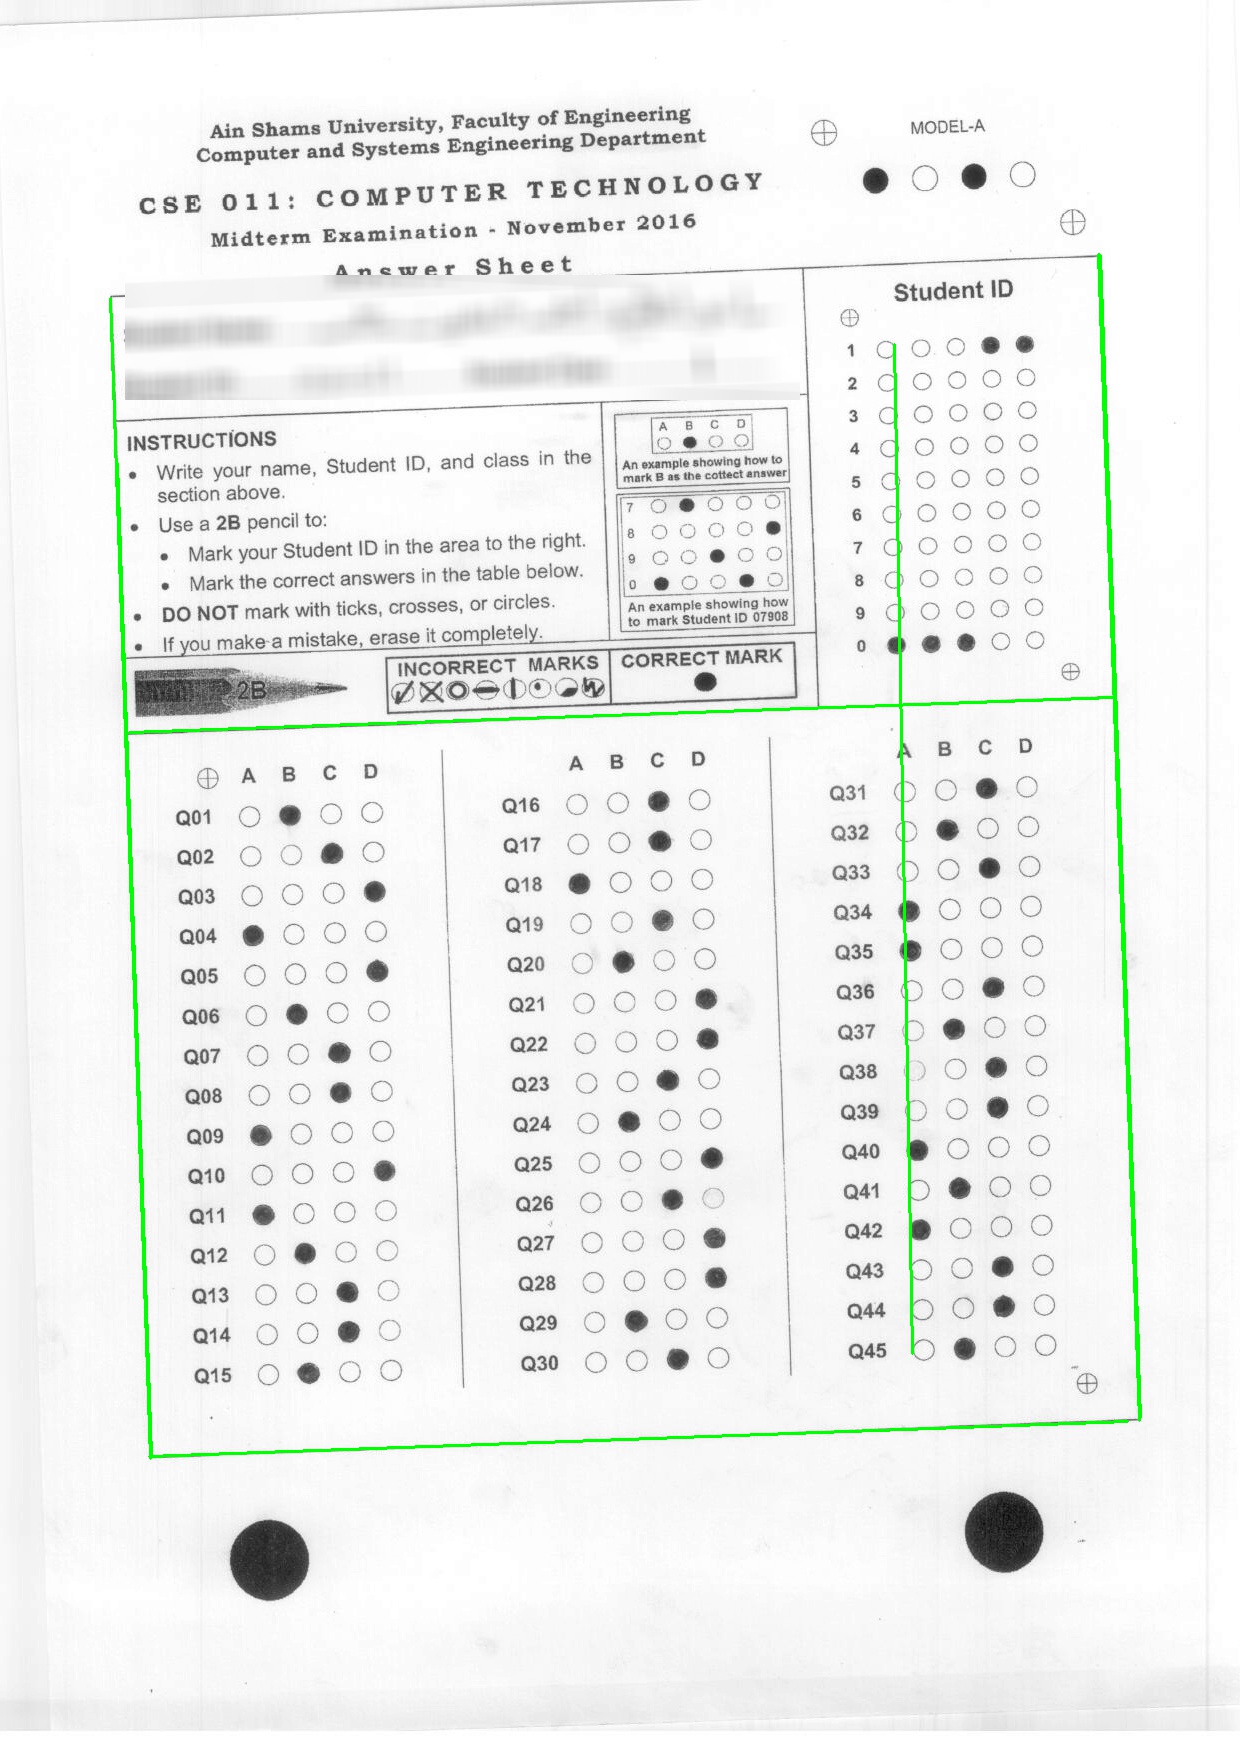 Ain Shams University, Faculty of Engineering
Computer and Systems Engineering Department
MODEL-A
CSE 011: COMPUTER TECHNOLOGY
Midterm Examination - November 2016
Answer Sheet
Student ID
1
2
3
4
5
6
7
8
9
0
INSTRUCTIONS
• Write your name, Student ID, and class in the
section above.
• Use a 2B pencil to:
• Mark your Student ID in the area to the right.
• Mark the correct answers in the table below.
• DO NOT mark with ticks, crosses, or circles.
• If you make a mistake, erase it completely.
A B C D
An example showing how to
mark B as the cottect answer
7
8
9
0
An example showing how
to mark Student ID 07908
2B
INCORRECT MARKS
CORRECT MARK
A B C D
Q01
Q02
Q03
Q04
Q05
Q06
Q07
Q08
Q09
Q10
Q11
Q12
Q13
Q14
Q15
A B C D
Q16
Q17
Q18
Q19
Q20
Q21
Q22
Q23
Q24
Q25
Q26
Q27
Q28
Q29
Q30
A B C D
Q31
Q32
Q33
Q34
Q35
Q36
Q37
Q38
Q39
Q40
Q41
Q42
Q43
Q44
Q45